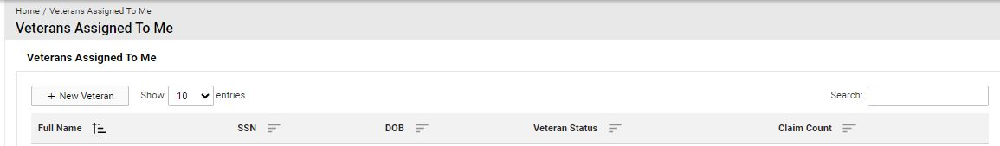 Home / Veterans Assigned To Me
Veterans Assigned To Me
Veterans Assigned To Me
+ New Veteran Show 10 entries Search:
Full Name SSN DOB Veteran Status Claim Count